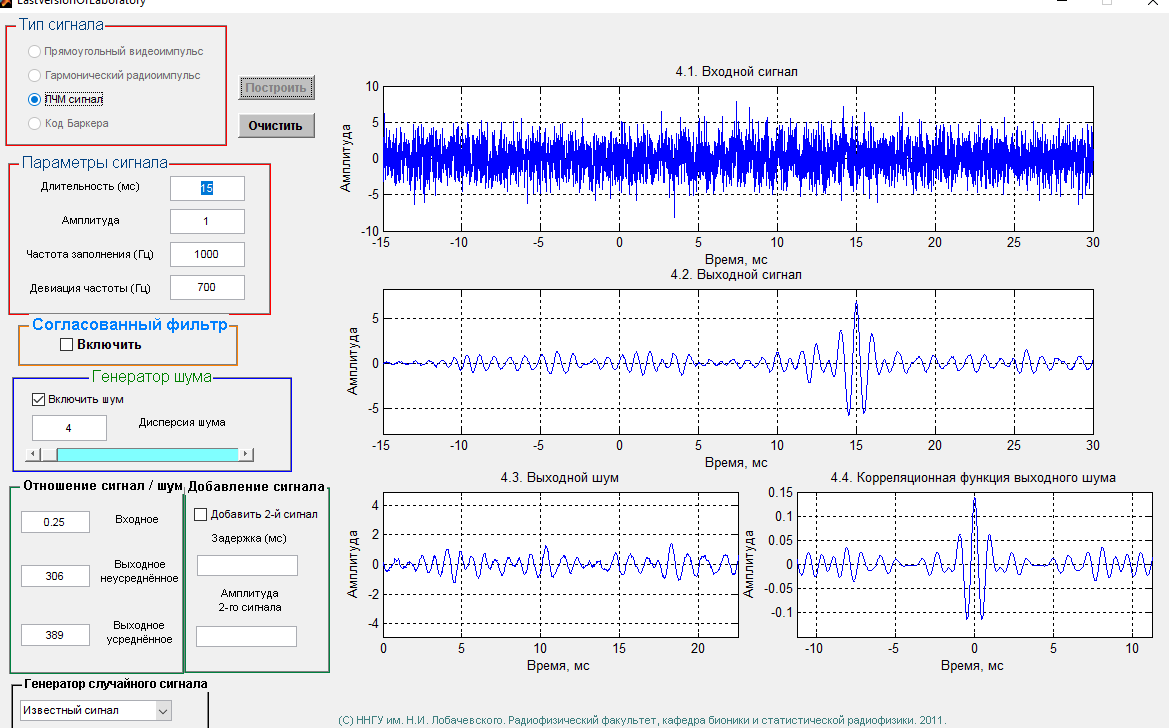 LastVersionOfLaboratory
Тип сигнала
Прямоугольный видеоимпульс
Гармонический радиоимпульс
ЛЧМ сигнал
Код Баркера
Построить
Очистить
Параметры сигнала
Длительность (мс)
15
Амплитуда
1
Частота заполнения (Гц)
1000
Девиация частоты (Гц)
700
Согласованный фильтр
Включить
Генератор шума
Включить шум
4
Дисперсия шума
Отношение сигнал / шум
0.25
Входное
306
Выходное
неусреднённое
389
Выходное
усреднённое
Добавление сигнала
Добавить 2-й сигнал
Задержка (мс)
Амплитуда
2-го сигнала
Генератор случайного сигнала
Известный сигнал
4.1. Входной сигнал
Амплитуда
10
5
0
-5
-10
-15 -10 -5 0 5 10 15 20 25 30
Время, мс
4.2. Выходной сигнал
Амплитуда
5
0
-5
-15 -10 -5 0 5 10 15 20 25 30
Время, мс
4.3. Выходной шум
Амплитуда
4
2
0
-2
-4
0 5 10 15 20
Время, мс
4.4. Корреляционная функция выходного шума
Амплитуда
0.15
0.1
0.05
0
-0.05
-0.1
-10 -5 0 5 10
Время, мс
(С) ННГУ им. Н.И. Лобачевского. Радиофизический факультет, кафедра бионики и статистической радиофизики. 2011.